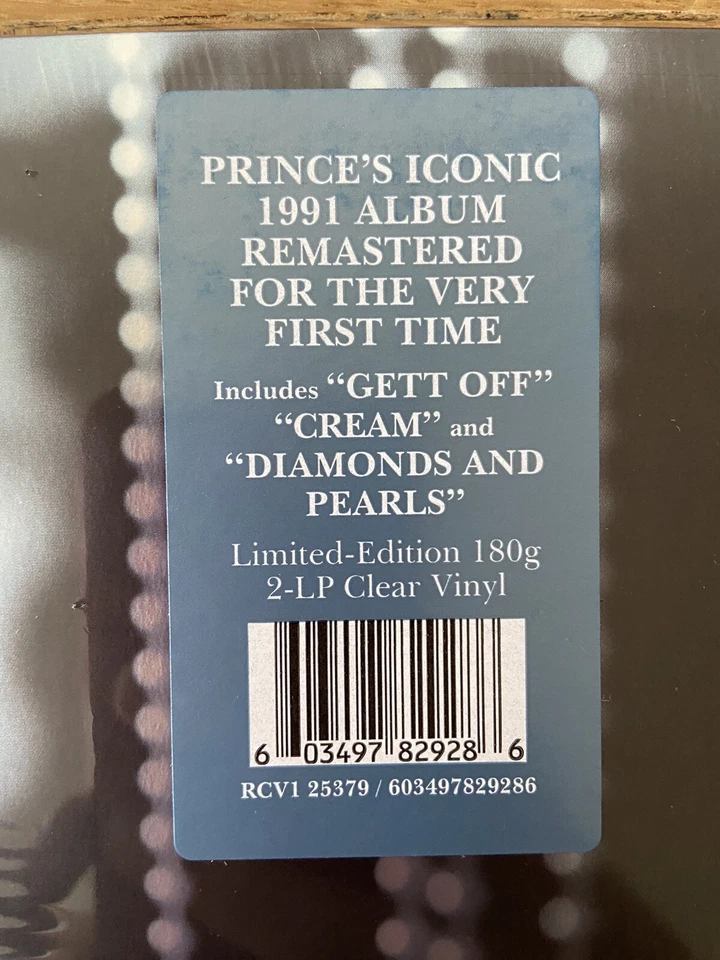 PRINCE’S ICONIC
1991 ALBUM
REMASTERED
FOR THE VERY
FIRST TIME
Includes “GETT OFF”
“CREAM” and
“DIAMONDS AND
PEARLS”
Limited-Edition 180g
2-LP Clear Vinyl
6 03497 82928 6
RCV1 25379 / 603497829286